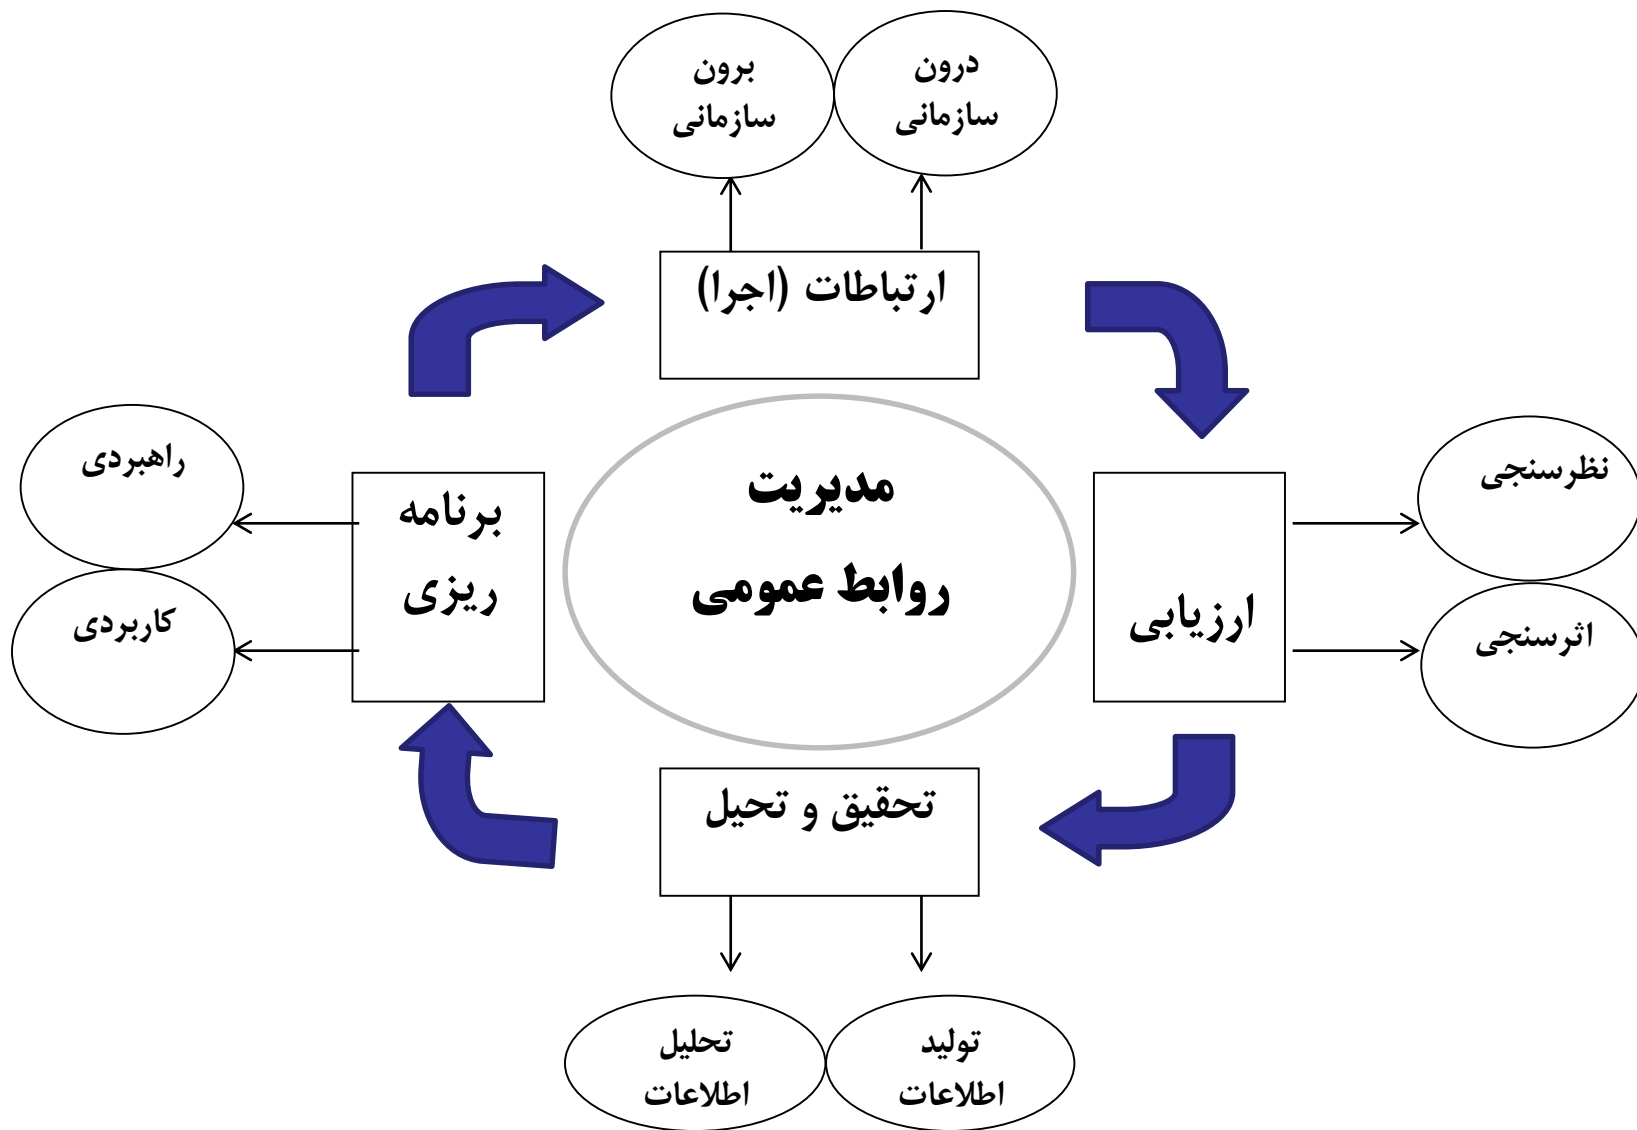 درون
سازمانی
برون
سازمانی
ارتباطات (اجرا)
نظرسنجی
اثرسنجی
ارزیابی
مدیریت
روابط عمومی
برنامه
ریزی
راهبردی
کاربردی
تحقیق و تحیل
تولید
اطلاعات
تحلیل
اطلاعات